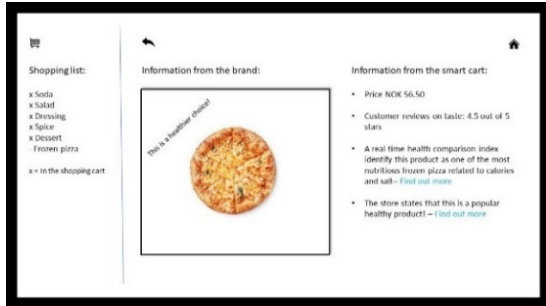 Shopping list:
x Soda
x Salad
x Dressing
x Spice
x Dessert
- Frozen pizza
x = In the shopping cart
Information from the brand:
This is a healthier choice!
Information from the smart cart:
• Price NOK 56,50
• Customer reviews on taste: 4.5 out of 5
stars
• A real time health comparison index
identify this product as one of the most
nutritious frozen pizza related to calories
and salt– Find out more
• The store states that this is a popular
healthy product! – Find out more